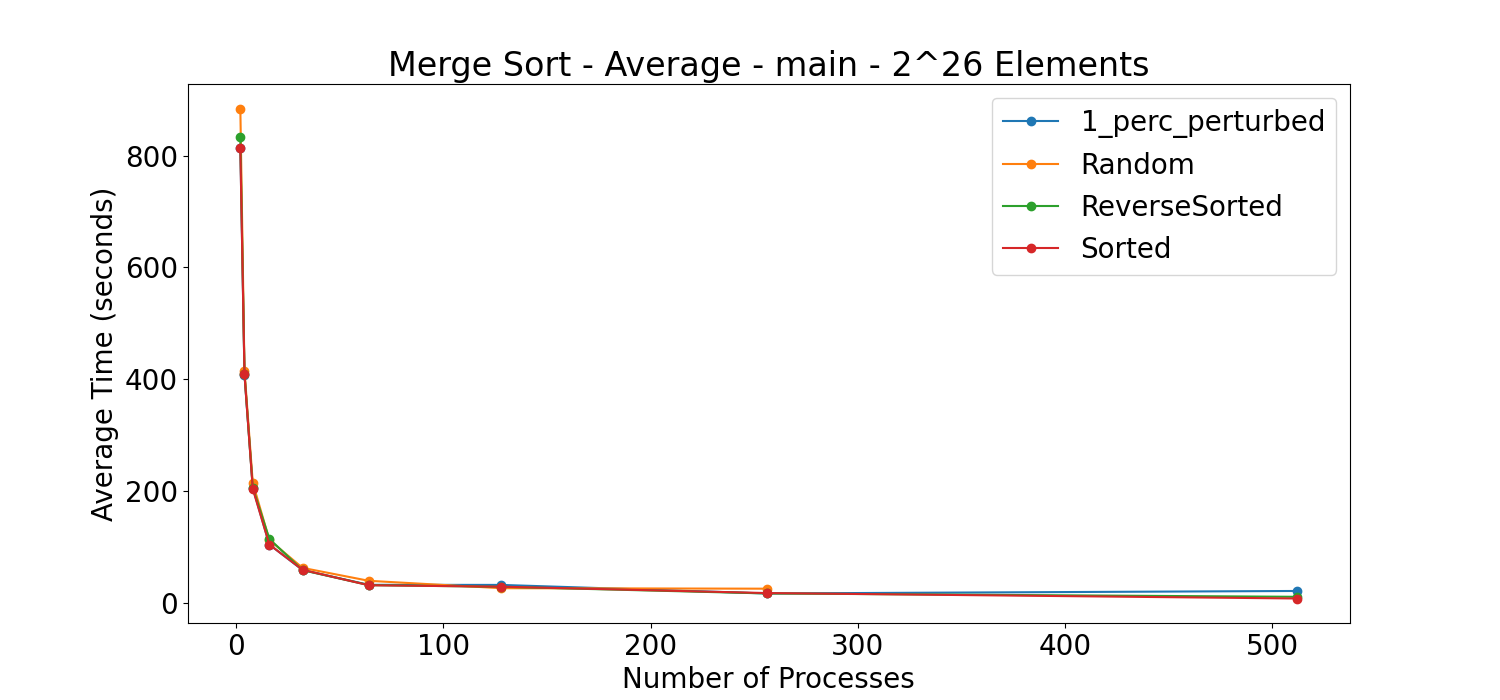 Merge Sort - Average - main - 2^26 Elements
Average Time (seconds)
800
600
400
200
0
1_perc_perturbed
Random
ReverseSorted
Sorted
0 100 200 300 400 500
Number of Processes